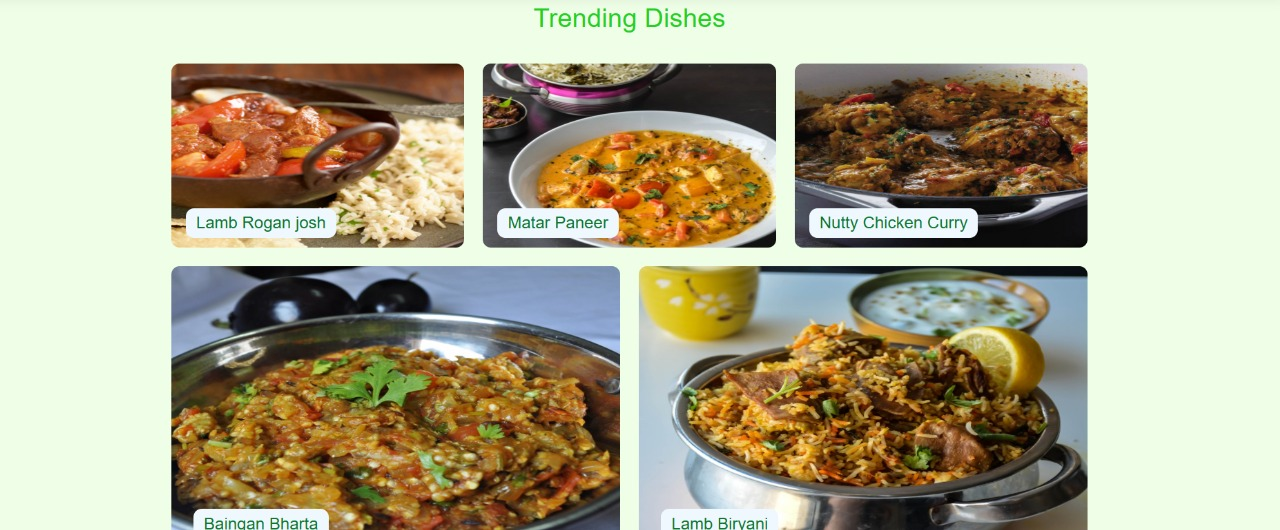 Trending Dishes
Lamb Rogan josh
Matar Paneer
Nutty Chicken Curry
Baingan Bharta
Lamb Biryani